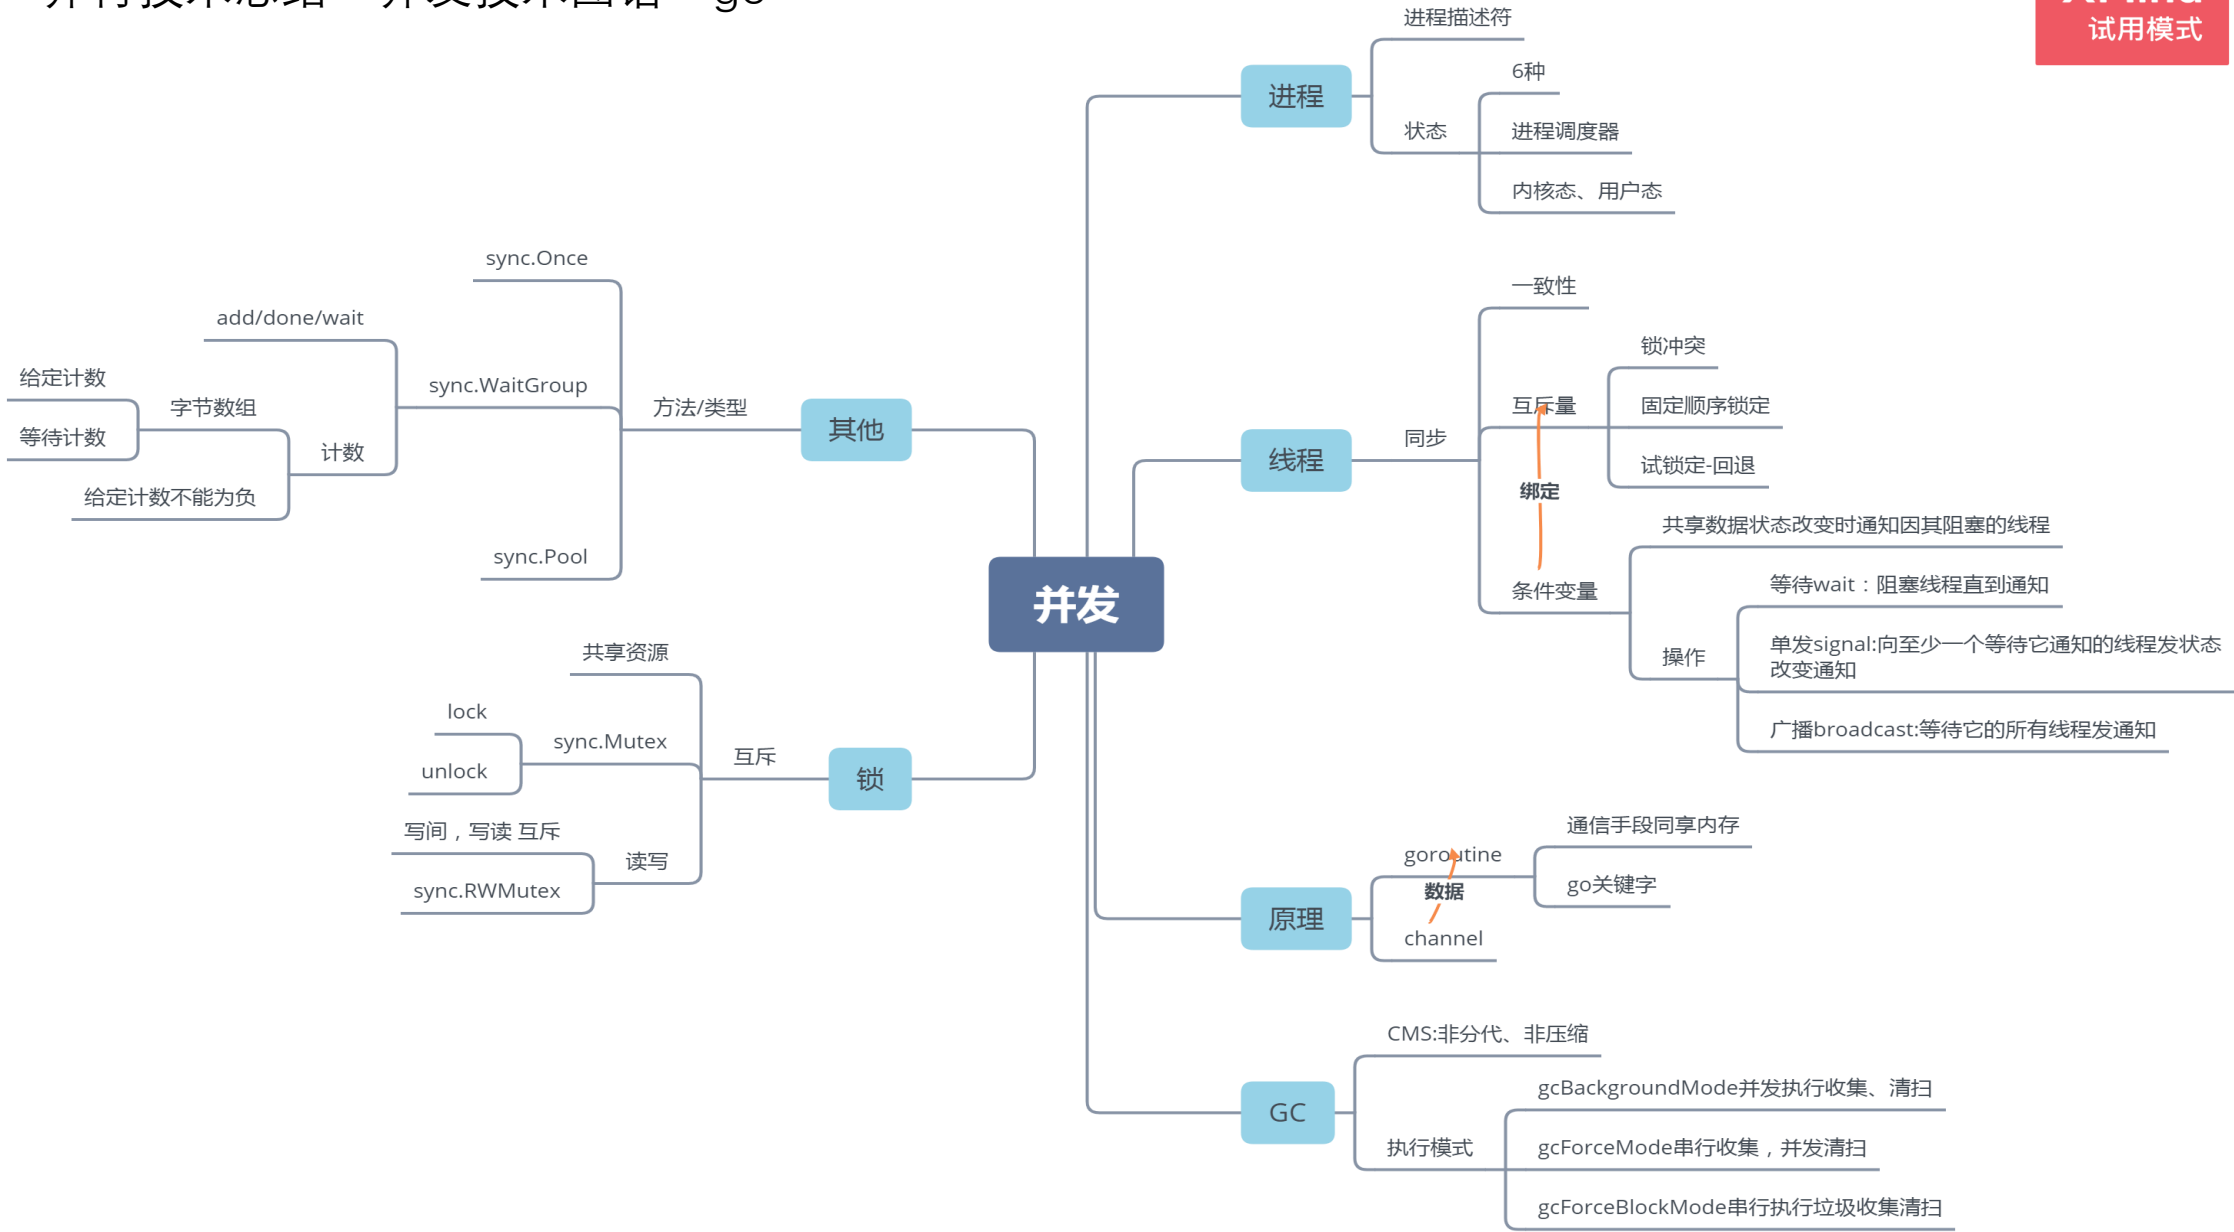 试用模式
并发
进程
进程描述符
状态
6种
进程调度器
内核态、用户态
线程
同步
一致性
互斥量
锁冲突
固定顺序锁定
试锁定-回退
绑定
条件变量
共享数据状态改变时通知因其阻塞的线程
操作
等待wait：阻塞线程直到通知
单发signal:向至少一个等待它通知的线程发状态
改变通知
广播broadcast:等待它的所有线程发通知
原理
goroutine
通信手段同享内存
go关键字
数据
channel
GC
CMS:非分代、非压缩
执行模式
gcBackgroundMode并发执行收集、清扫
gcForceMode串行收集，并发清扫
gcForceBlockMode串行执行垃圾收集清扫
其他
方法/类型
sync.Once
sync.WaitGroup
add/done/wait
计数
字节数组
给定计数
等待计数
给定计数不能为负
sync.Pool
锁
互斥
共享资源
sync.Mutex
lock
unlock
读写
写间，写读 互斥
sync.RWMutex